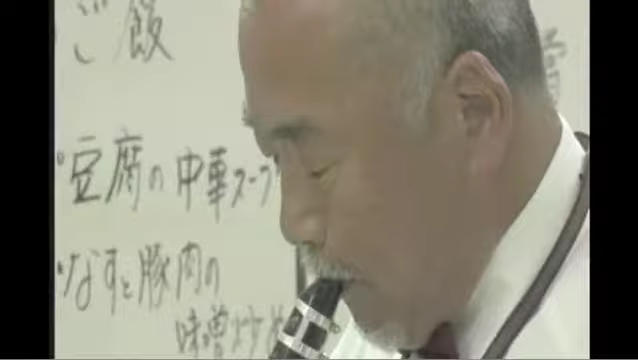 ご飯
・豆腐の中華スープ
・なすと豚肉の
味噌炒め